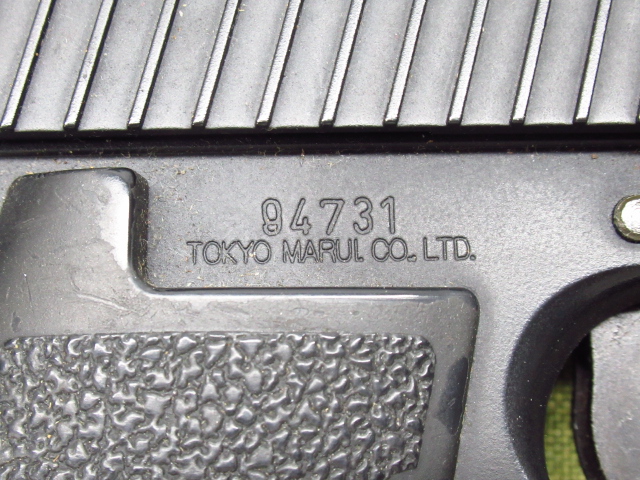 94731
TOKYO MARUI. CO., LTD.